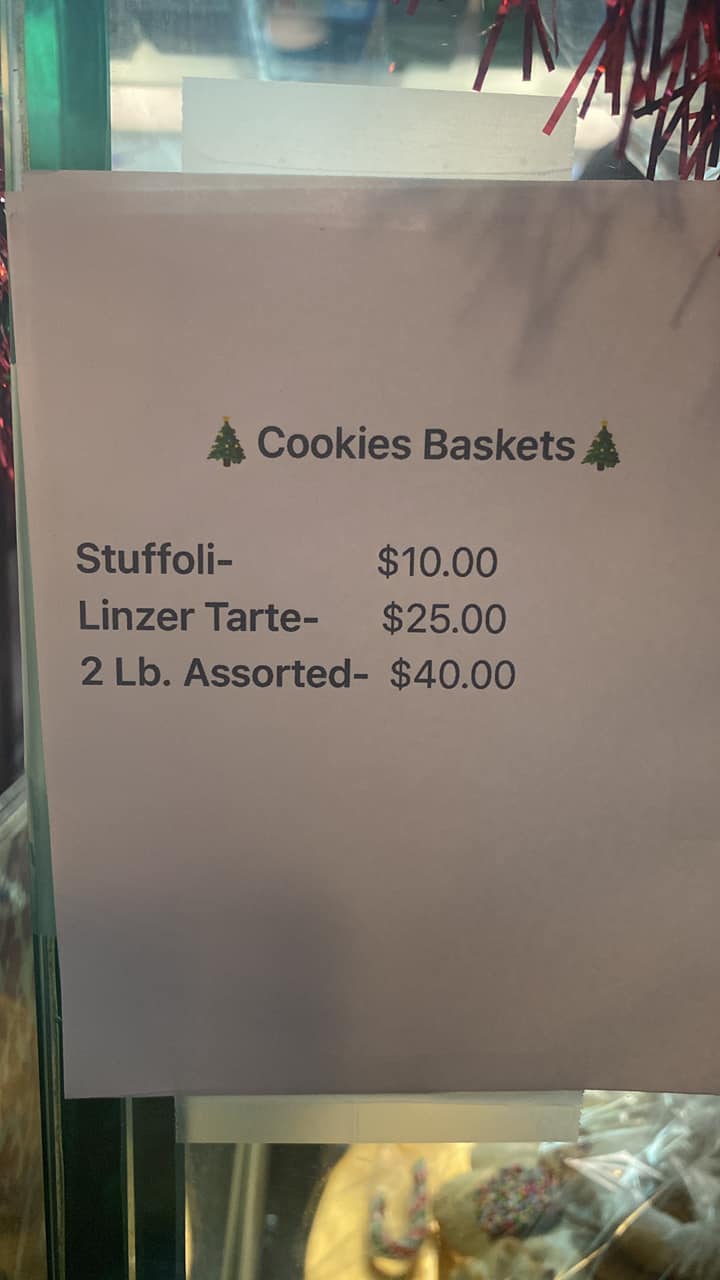 🎄 Cookies Baskets 🎄
Stuffoli- $10.00
Linzer Tarte- $25.00
2 Lb. Assorted- $40.00